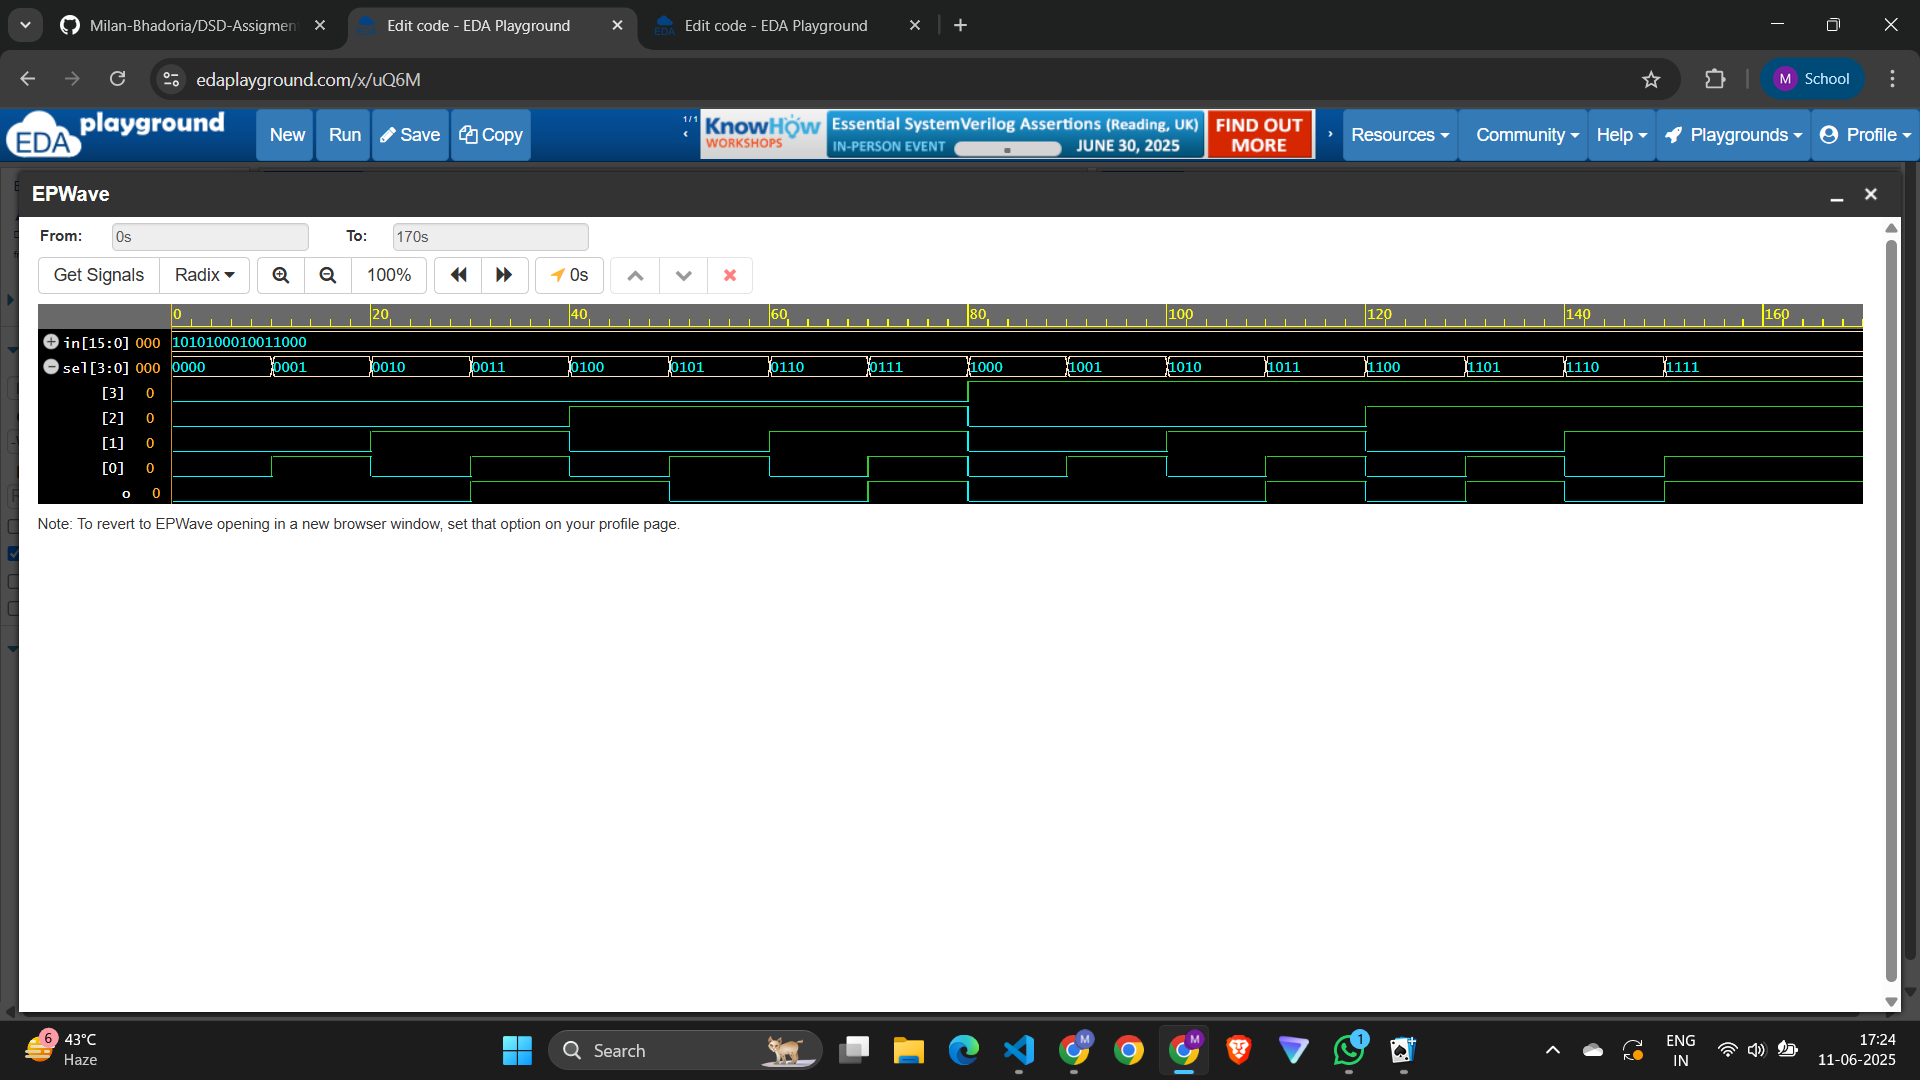 Milan-Bhadoria/DSD-Assigmen
Edit code - EDA Playground
Edit code - EDA Playground
edaplayground.com/x/uQ6M
School
EDA playground
New
Run
Save
Copy
1/1
KnowHow WORKSHOPS
Essential SystemVerilog Assertions (Reading, UK)
IN-PERSON EVENT
JUNE 30, 2025
FIND OUT MORE
Resources
Community
Help
Playgrounds
Profile
EPWave
From: 0s To: 170s
Get Signals Radix 100% 0s
0 20 40 60 80 100 120 140 160
in[15:0] 000 1010100010011000
sel[3:0] 000 0000 0001 0010 0011 0100 0101 0110 0111 1000 1001 1010 1011 1100 1101 1110 1111
[3] 0
[2] 0
[1] 0
[0] 0
o 0
Note: To revert to EPWave opening in a new browser window, set that option on your profile page.
6
43°C
Haze
Search
M
M
1
ENG
IN
17:24
11-06-2025